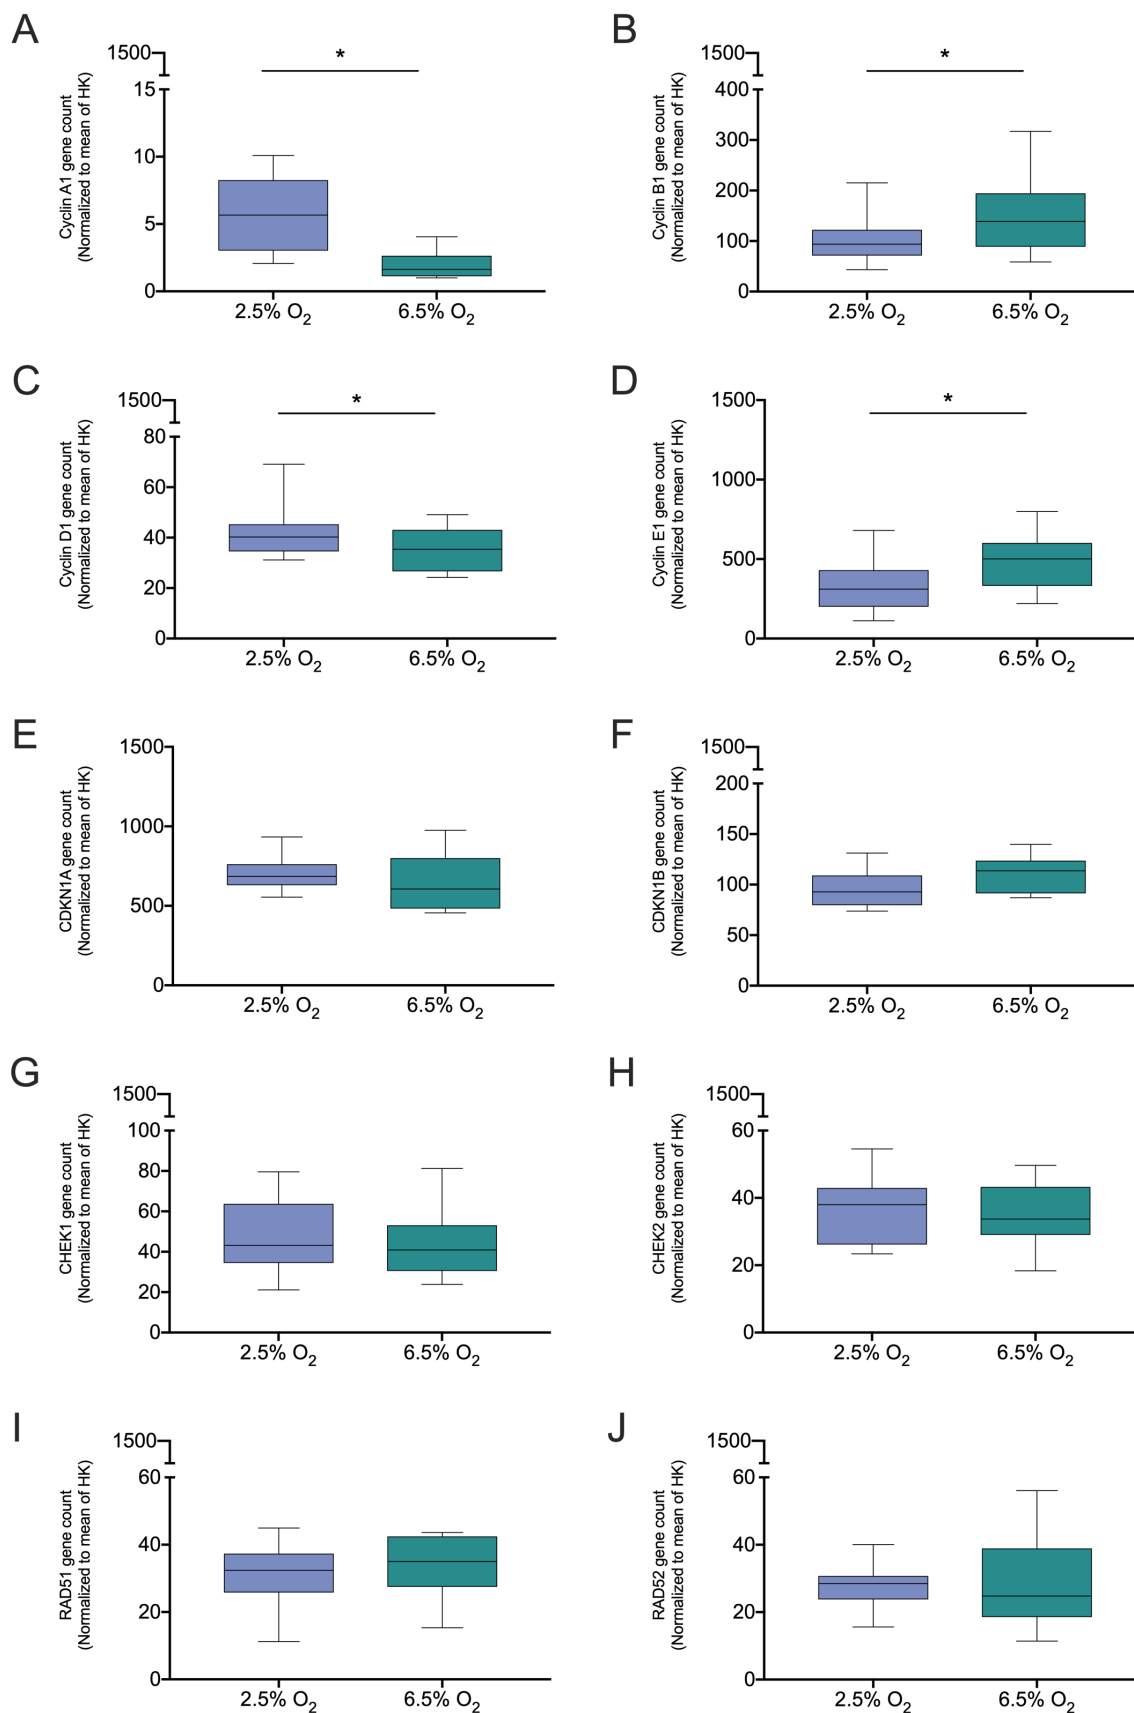 A
Cyclin A1 gene count
(Normalized to mean of HK)
1500
15
10
5
0
*
2.5% O2
6.5% O2
B
Cyclin B1 gene count
(Normalized to mean of HK)
1500
400
300
200
100
0
*
2.5% O2
6.5% O2
C
Cyclin D1 gene count
(Normalized to mean of HK)
1500
80
60
40
20
0
*
2.5% O2
6.5% O2
D
Cyclin E1 gene count
(Normalized to mean of HK)
1500
1000
500
0
*
2.5% O2
6.5% O2
E
CDKN1A gene count
(Normalized to mean of HK)
1500
1000
500
0
2.5% O2
6.5% O2
F
CDKN1B gene count
(Normalized to mean of HK)
1500
200
150
100
50
0
2.5% O2
6.5% O2
G
CHEK1 gene count
(Normalized to mean of HK)
1500
100
80
60
40
20
0
2.5% O2
6.5% O2
H
CHEK2 gene count
(Normalized to mean of HK)
1500
60
40
20
0
2.5% O2
6.5% O2
I
RAD51 gene count
(Normalized to mean of HK)
1500
60
40
20
0
2.5% O2
6.5% O2
J
RAD52 gene count
(Normalized to mean of HK)
1500
60
40
20
0
2.5% O2
6.5% O2